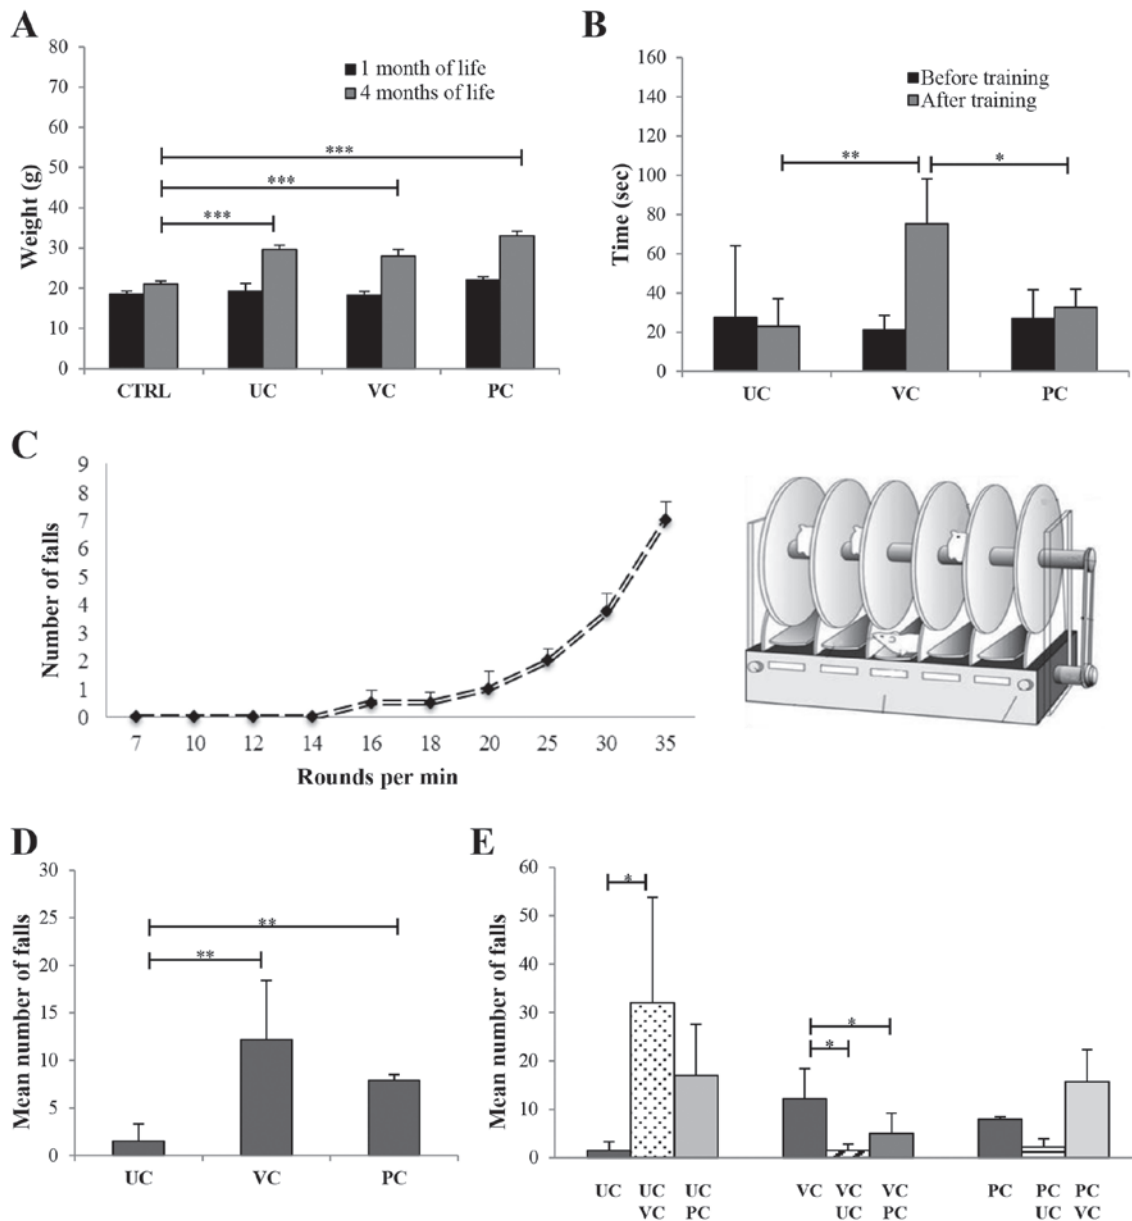 A
80
70
60
50
40
30
20
10
0
Weight (g)
1 month of life
4 months of life
***
***
***
CTRL UC VC PC
B
160
140
120
100
80
60
40
20
0
Time (sec)
Before training
After training
** *
UC VC PC
C
9
8
7
6
5
4
3
2
1
0
Number of falls
7 10 12 14 16 18 20 25 30 35
Rounds per min
D
30
25
20
15
10
5
0
Mean number of falls
**
**
UC VC PC
E
60
50
40
30
20
10
0
Mean number of falls
*
*
*
UC UC UC VC VC VC PC PC PC
VC PC UC PC UC VC